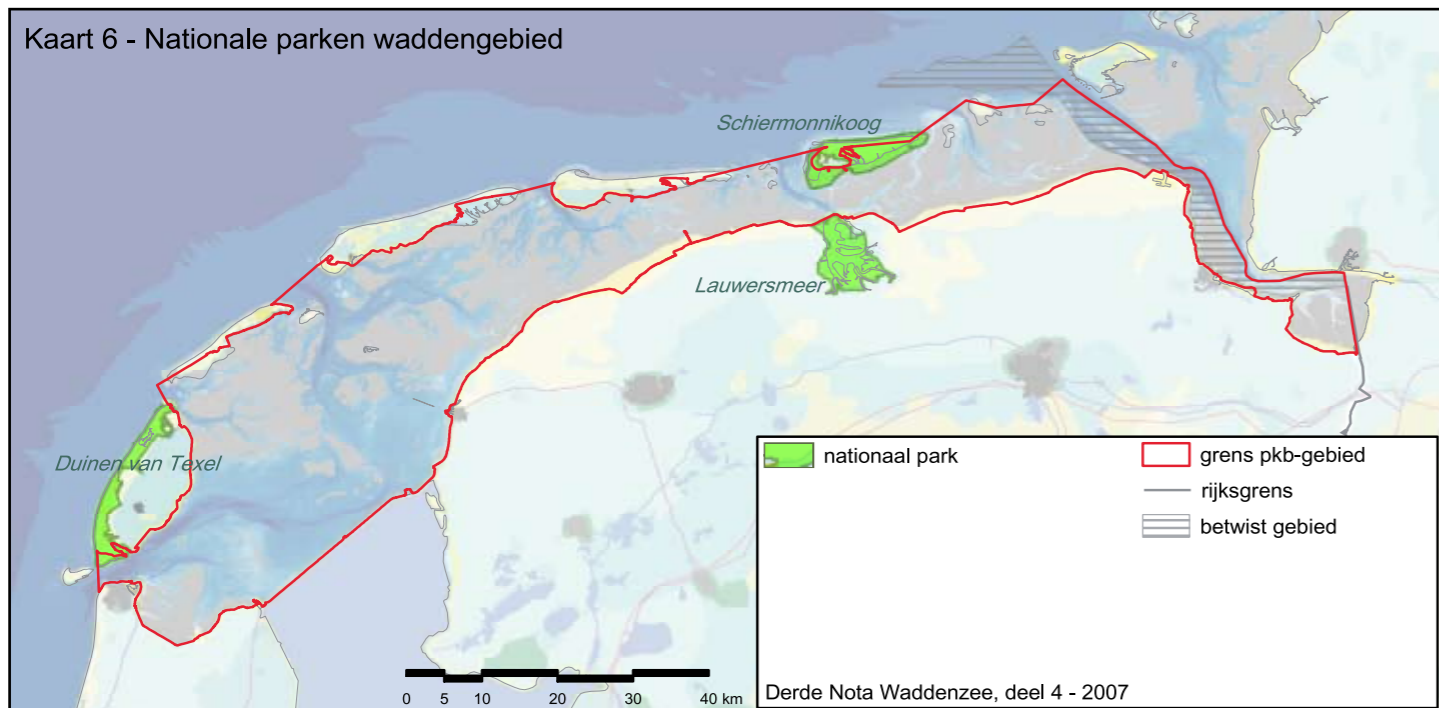 Kaart 6 - Nationale parken waddengebied
Schiermonnikoog
Lauwersmeer
Duinen van Texel
nationaal park
grens pkb-gebied
rijksgrens
betwist gebied
0 5 10 20 30 40 km
Derde Nota Waddenzee, deel 4 - 2007